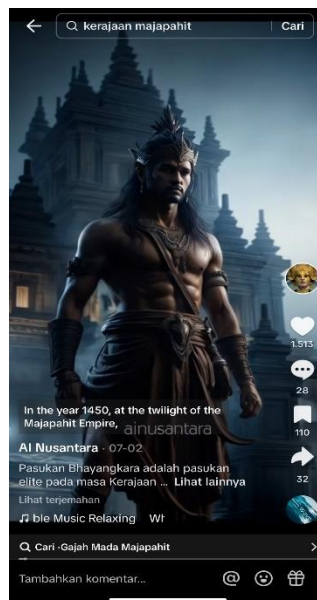 kerajaan majapahit
Cari
1.513
28
110
32
In the year 1450, at the twilight of the
Majapahit Empire,
ainusantara
AI Nusantara · 07-02
Pasukan Bhayangkara adalah pasukan
elite pada masa Kerajaan ... Lihat lainnya
Lihat terjemahan
ble Music Relaxing Wh
Cari · Gajah Mada Majapahit
Tambahkan komentar...